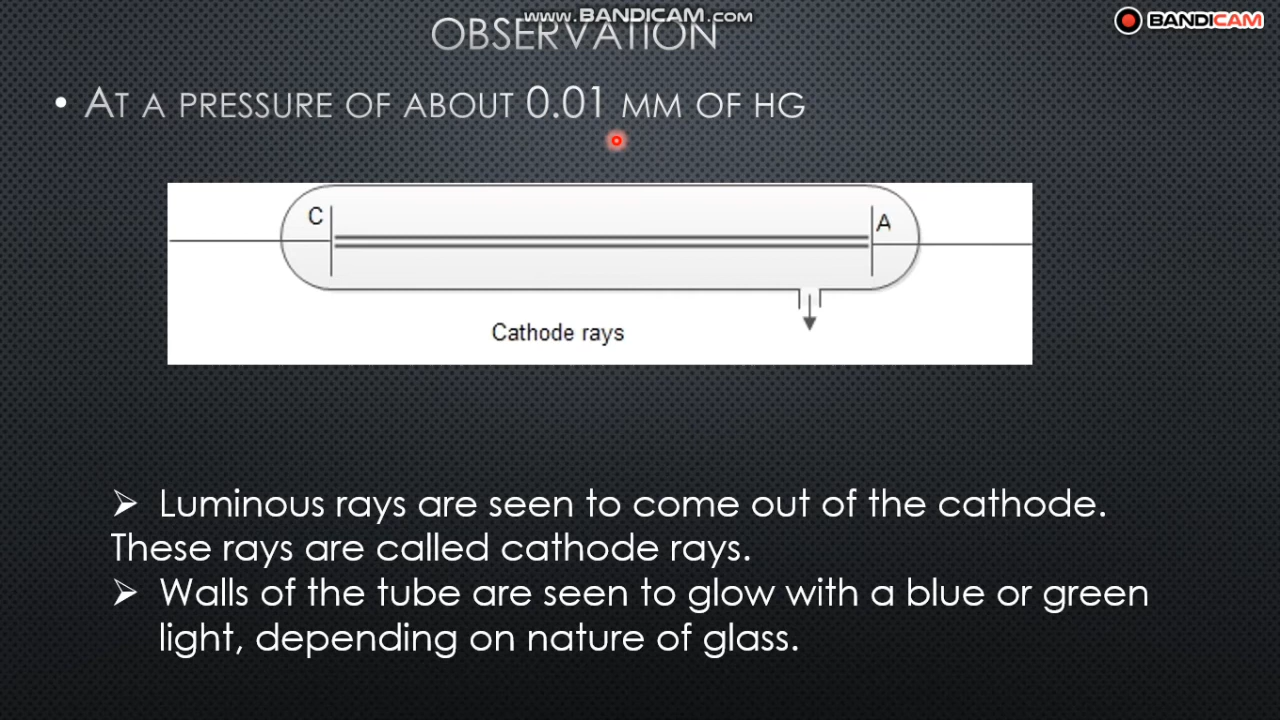 www.BANDICAM.com
BANDICAM
OBSERVATION
• AT A PRESSURE OF ABOUT 0.01 MM OF HG
C
A
Cathode rays
➢ Luminous rays are seen to come out of the cathode.
These rays are called cathode rays.
➢ Walls of the tube are seen to glow with a blue or green
light, depending on nature of glass.